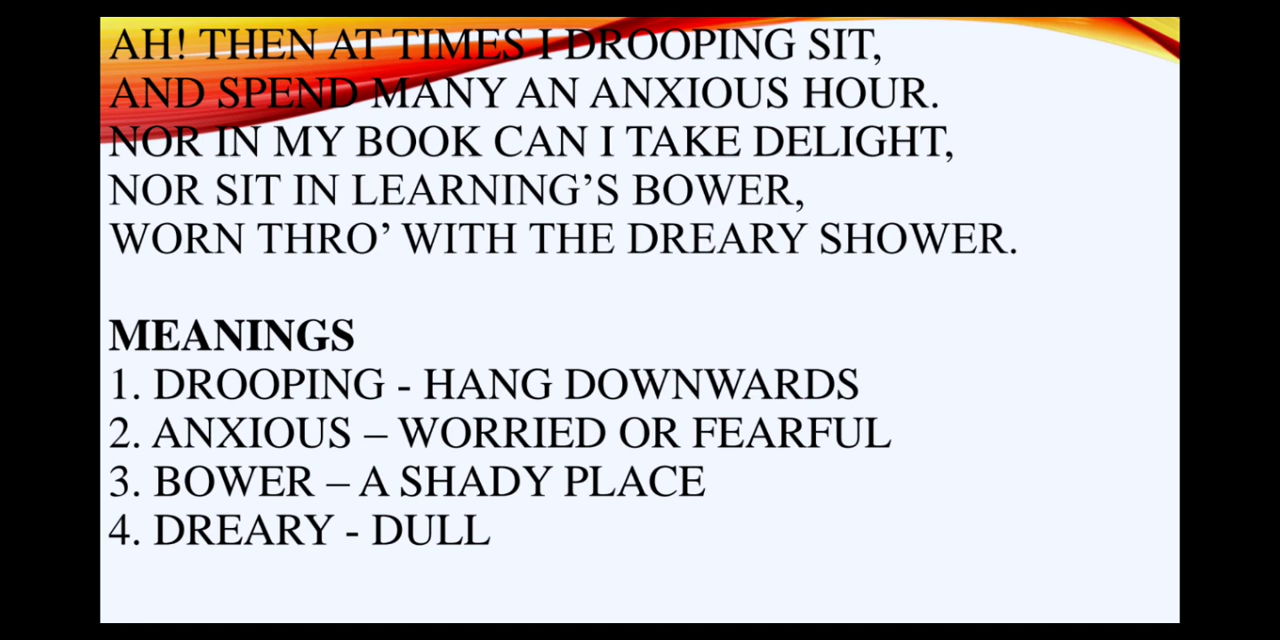 AH! THEN AT TIMES I DROOPING SIT,
AND SPEND MANY AN ANXIOUS HOUR.
NOR IN MY BOOK CAN I TAKE DELIGHT,
NOR SIT IN LEARNING’S BOWER,
WORN THRO’ WITH THE DREARY SHOWER.
MEANINGS
1. DROOPING - HANG DOWNWARDS
2. ANXIOUS – WORRIED OR FEARFUL
3. BOWER – A SHADY PLACE
4. DREARY - DULL